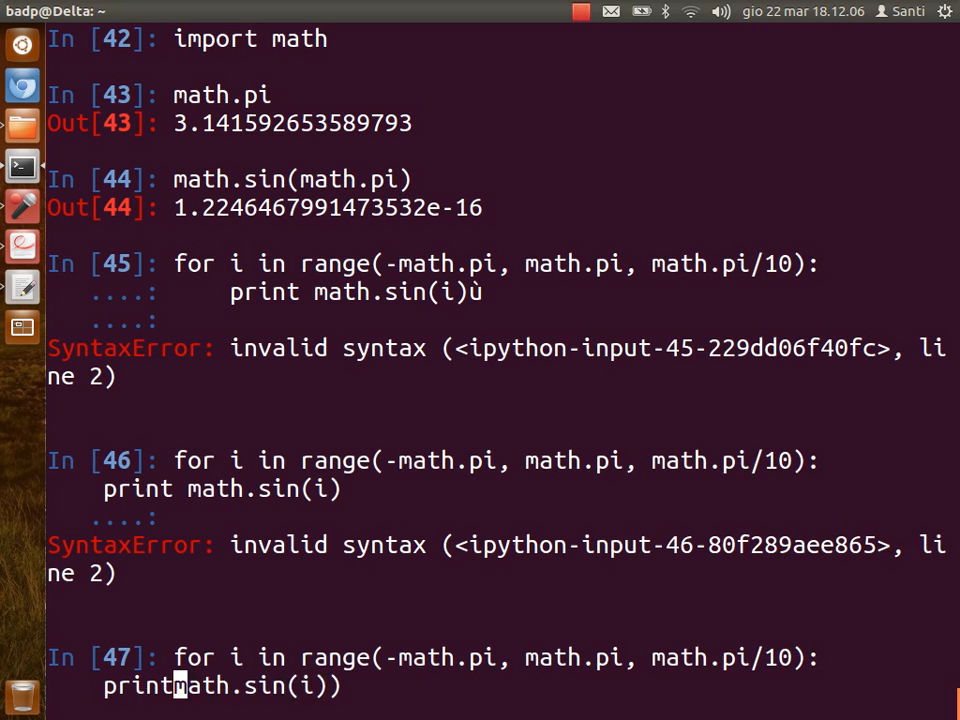 badp@Delta: ~
gio 22 mar 18.12.06 Santi
In [42]: import math
In [43]: math.pi
Out[43]: 3.141592653589793
In [44]: math.sin(math.pi)
Out[44]: 1.2246467991473532e-16
In [45]: for i in range(-math.pi, math.pi, math.pi/10):
....: print math.sin(i)ù
....:
SyntaxError: invalid syntax (<ipython-input-45-229dd06f40fc>, li
ne 2)
In [46]: for i in range(-math.pi, math.pi, math.pi/10):
print math.sin(i)
....:
SyntaxError: invalid syntax (<ipython-input-46-80f289aee865>, li
ne 2)
In [47]: for i in range(-math.pi, math.pi, math.pi/10):
printmath.sin(i))